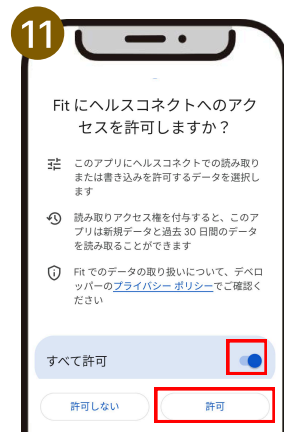 11
Fit にヘルスコネクトへのアク
セスを許可しますか？
このアプリにヘルスコネクトでの読み取り
または書き込みを許可するデータを選択し
ます
読み取りアクセス権を付与すると、このア
プリは新規データと過去 30 日間のデータ
を読み取ることができます
Fit でのデータの取り扱いについて、デベロ
ッパーのプライバシー ポリシーでご確認く
ださい
すべて許可
許可しない
許可